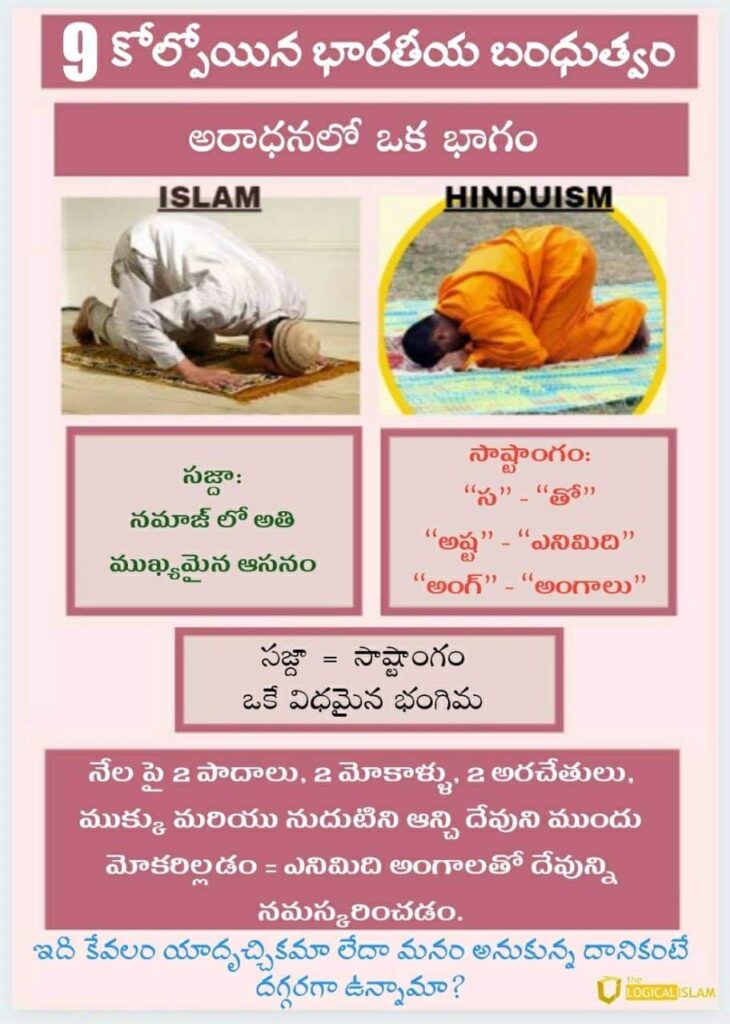 9 కోల్పోయిన భారతీయ బంధుత్వం
అరాధనలో ఒక భాగం
ISLAM
HINDUISM
సజ్దా:
నమాజ్ లో అతి
ముఖ్యమైన ఆసనం
సాష్టాంగం:
“స” - “తో”
“అష్ట” - “ఎనిమిది”
“అంగ్” - “అంగాలు”
సజ్దా = సాష్టాంగం
ఒకే విధమైన భంగిమ
నేల పై 2 పాదాలు, 2 మోకాళ్ళు, 2 అరచేతులు,
ముక్కు మరియు నుదుటిని ఆన్చి దేవుని ముందు
మోకరిల్లడం = ఎనిమిది అంగాలతో దేవున్ని
నమస్కరించడం.
ఇది కేవలం యాదృచ్చికమా లేదా మనం అనుకున్న దానికంటే
దగ్గరగా ఉన్నామా?
the
LOGICAL ISLAM